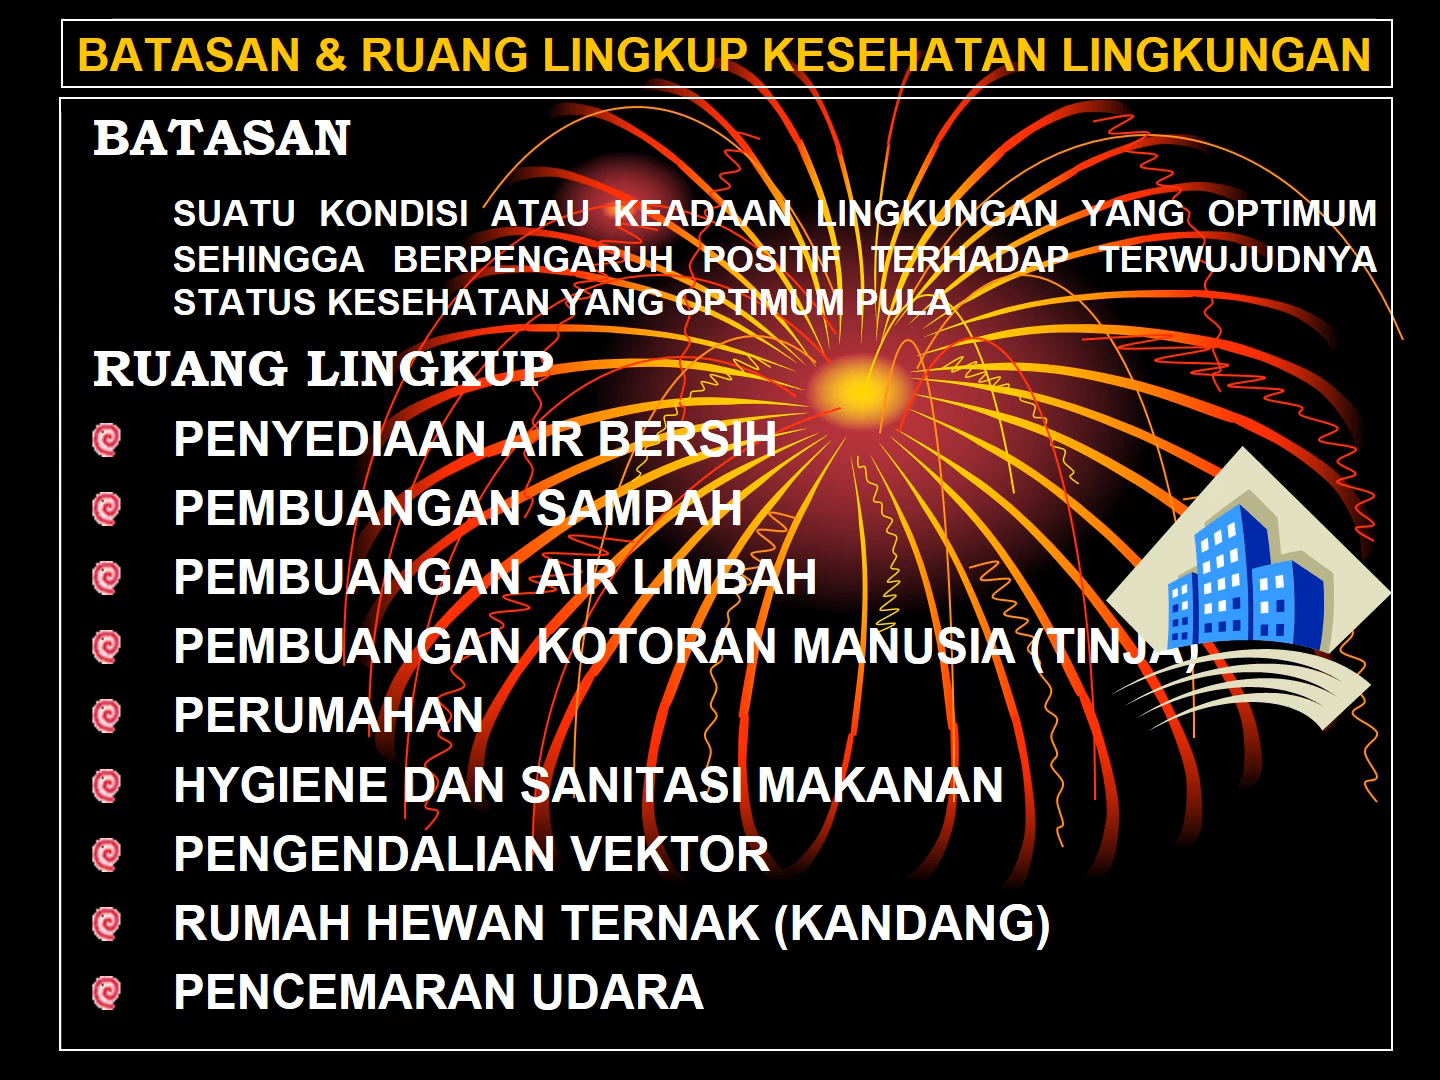 BATASAN & RUANG LINGKUP KESEHATAN LINGKUNGAN
BATASAN
SUATU KONDISI ATAU KEADAAN LINGKUNGAN YANG OPTIMUM
SEHINGGA BERPENGARUH POSITIF TERHADAP TERWUJUDNYA
STATUS KESEHATAN YANG OPTIMUM PULA
RUANG LINGKUP
PENYEDIAAN AIR BERSIH
PEMBUANGAN SAMPAH
PEMBUANGAN AIR LIMBAH
PEMBUANGAN KOTORAN MANUSIA (TINJA)
PERUMAHAN
HYGIENE DAN SANITASI MAKANAN
PENGENDALIAN VEKTOR
RUMAH HEWAN TERNAK (KANDANG)
PENCEMARAN UDARA